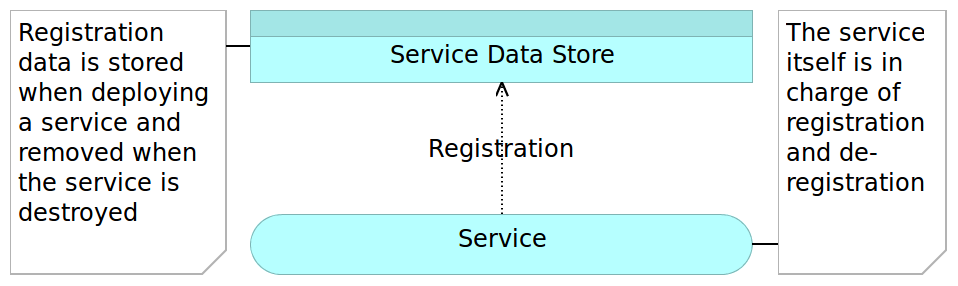 Registration
data is stored
when deploying
a service and
removed when
the service is
destroyed
Service Data Store
Registration
Service
The service
itself is in
charge of
registration
and de-
registration